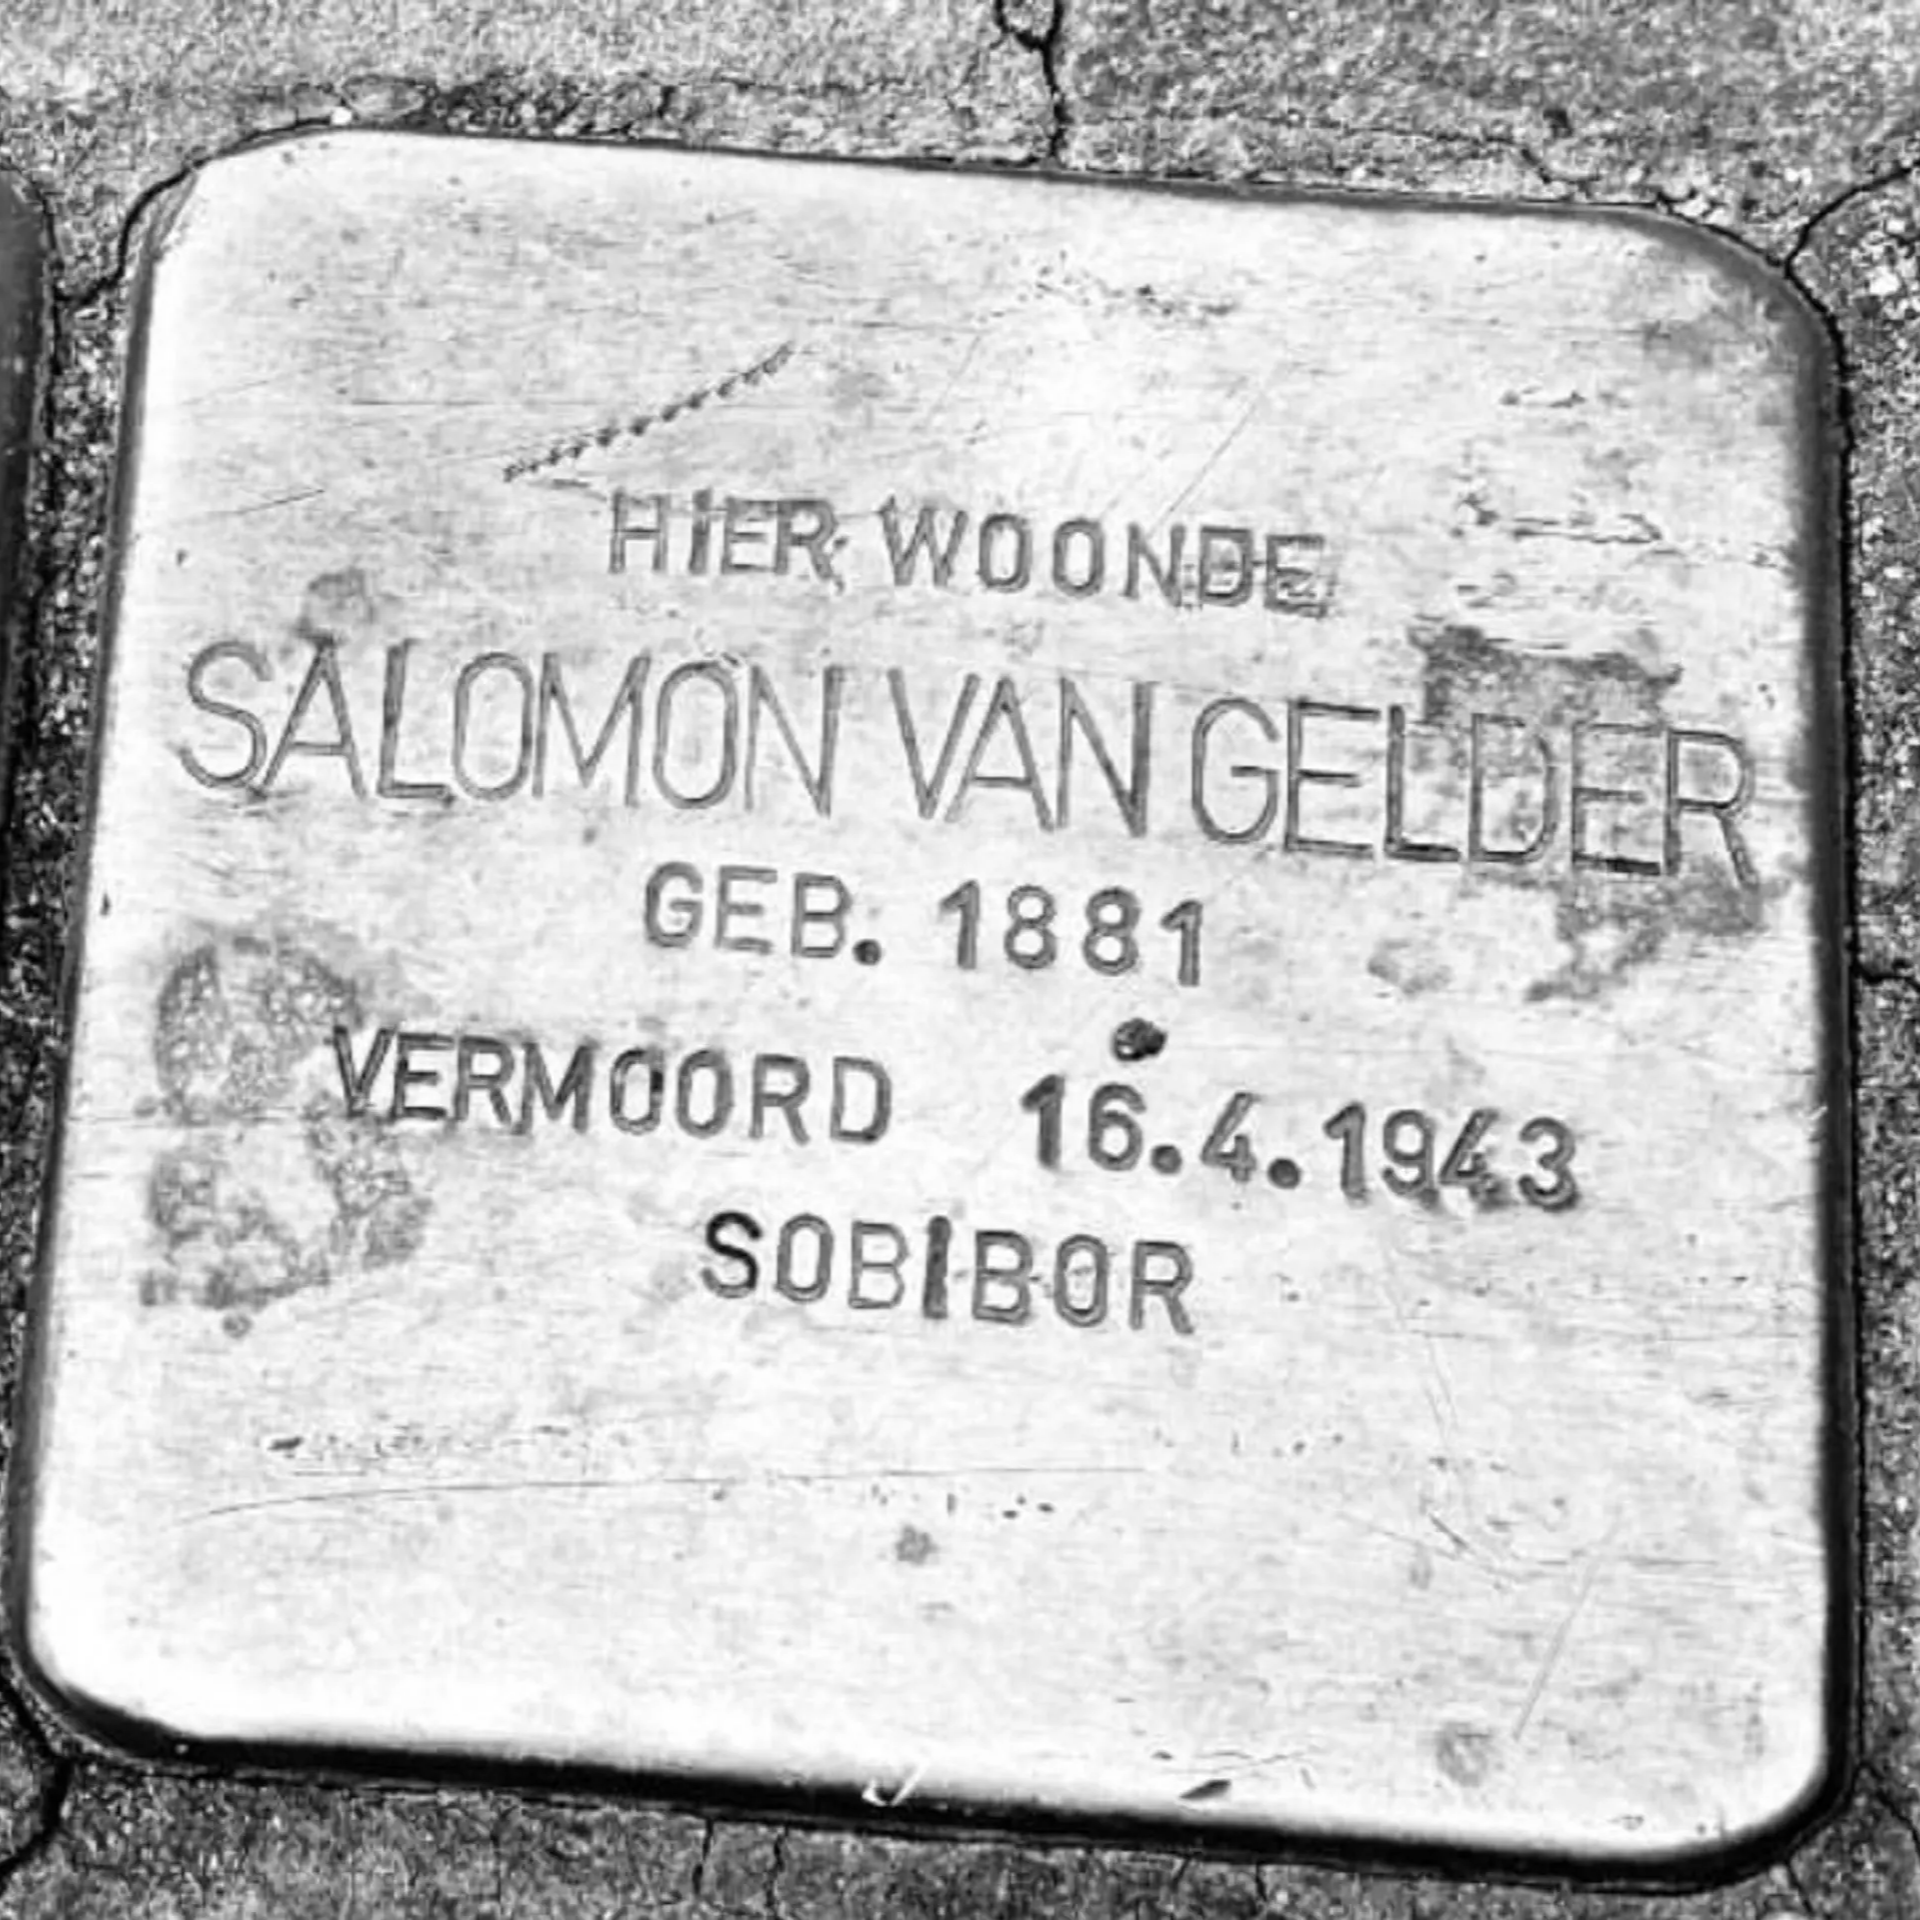 HIER WOONDE
SALOMON VAN GELDER
GEB. 1881
VERMOORD 16.4.1943
SOBIBOR